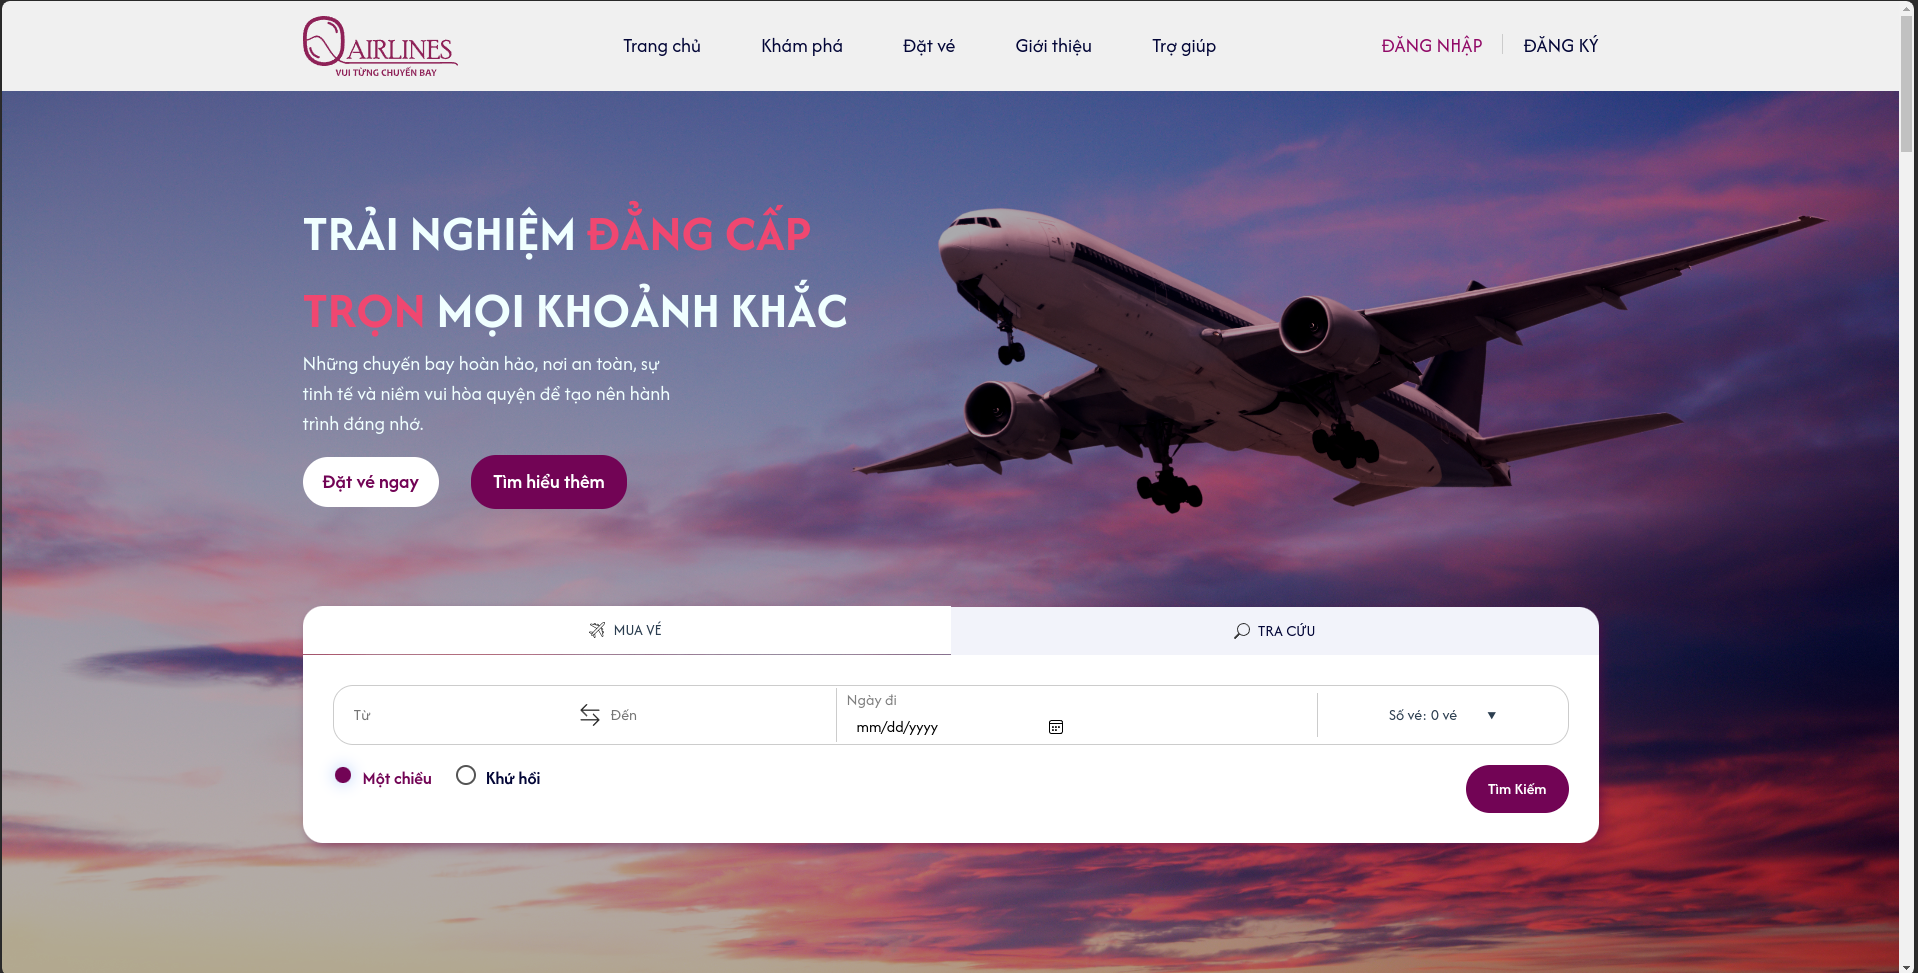 QAIRLINES
VUI TỪNG CHUYẾN BAY
Trang chủ
Khám phá
Đặt vé
Giới thiệu
Trợ giúp
ĐĂNG NHẬP
ĐĂNG KÝ
TRẢI NGHIỆM ĐẲNG CẤP
TRỌN MỌI KHOẢNH KHẮC
Những chuyến bay hoàn hảo, nơi an toàn, sự
tinh tế và niềm vui hòa quyện để tạo nên hành
trình đáng nhớ.
Đặt vé ngay
Tìm hiểu thêm
MUA VÉ
TRA CỨU
Từ
Đến
Ngày đi
mm/dd/yyyy
Số vé: 0 vé
Một chiều
Khứ hồi
Tìm Kiếm